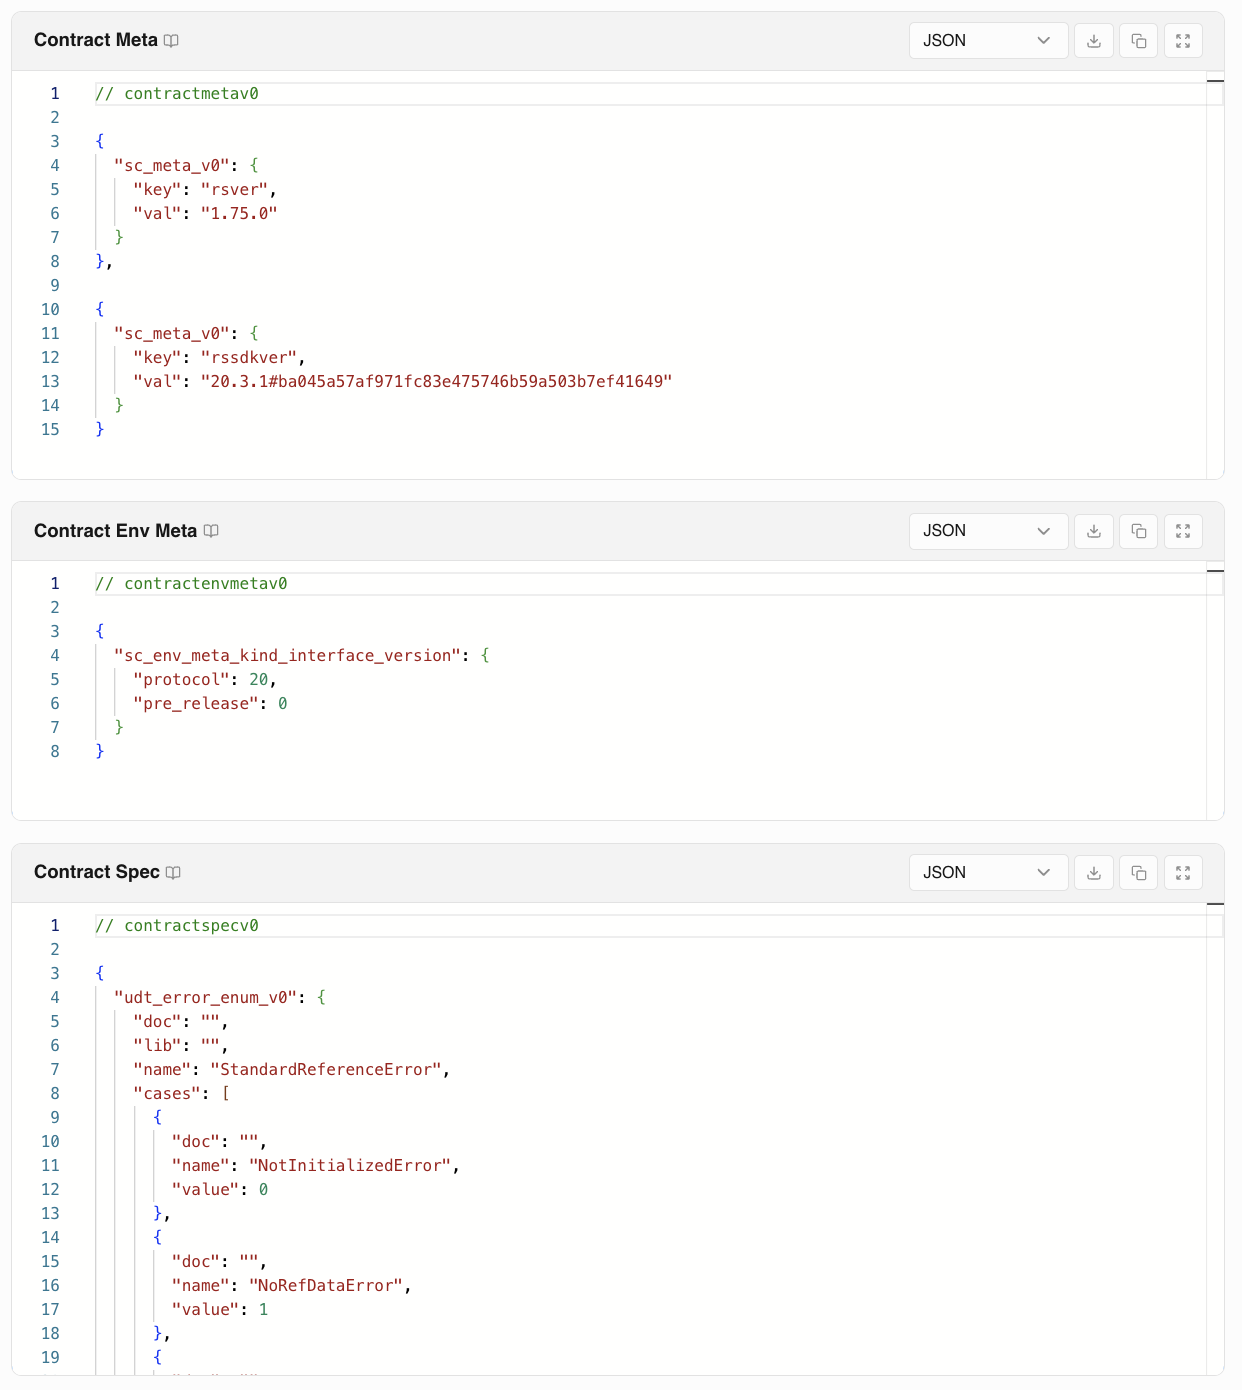 Contract Meta
JSON
1 // contractmetav0
2
3 {
4 "sc_meta_v0": {
5 "key": "rsver",
6 "val": "1.75.0"
7 }
8 },
9
10 {
11 "sc_meta_v0": {
12 "key": "rssdkver",
13 "val": "20.3.1#ba045a57af971fc83e475746b59a503b7ef41649"
14 }
15 }
Contract Env Meta
JSON
1 // contractenvmetav0
2
3 {
4 "sc_env_meta_kind_interface_version": {
5 "protocol": 20,
6 "pre_release": 0
7 }
8 }
Contract Spec
JSON
1 // contractspecv0
2
3 {
4 "udt_error_enum_v0": {
5 "doc": "",
6 "lib": "",
7 "name": "StandardReferenceError",
8 "cases": [
9 {
10 "doc": "",
11 "name": "NotInitializedError",
12 "value": 0
13 },
14 {
15 "doc": "",
16 "name": "NoRefDataError",
17 "value": 1
18 },
19 {